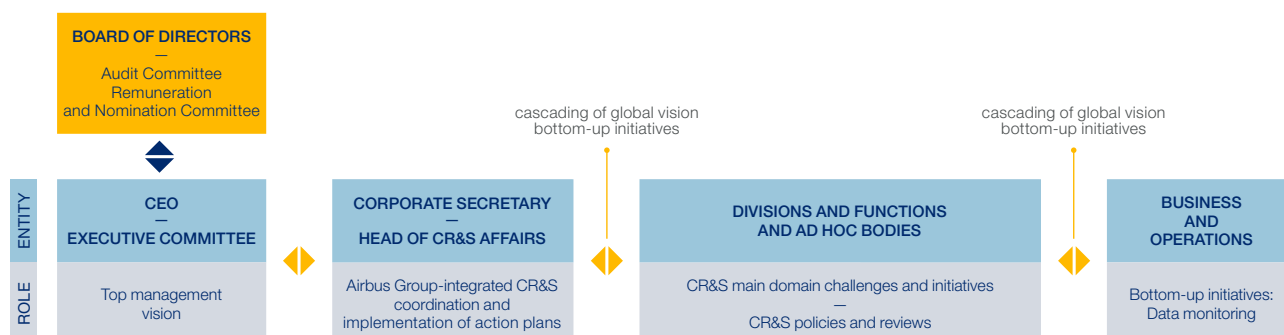 BOARD OF DIRECTORS
—
Audit Committee
Remuneration
and Nomination Committee
cascading of global vision
bottom-up initiatives
cascading of global vision
bottom-up initiatives
ENTITY
CEO
—
EXECUTIVE COMMITTEE
CORPORATE SECRETARY
—
HEAD OF CR&S AFFAIRS
DIVISIONS AND FUNCTIONS
AND AD HOC BODIES
BUSINESS
AND
OPERATIONS
ROLE
Top management
vision
Airbus Group-integrated CR&S
coordination and
implementation of action plans
CR&S main domain challenges and initiatives
—
CR&S policies and reviews
Bottom-up initiatives:
Data monitoring